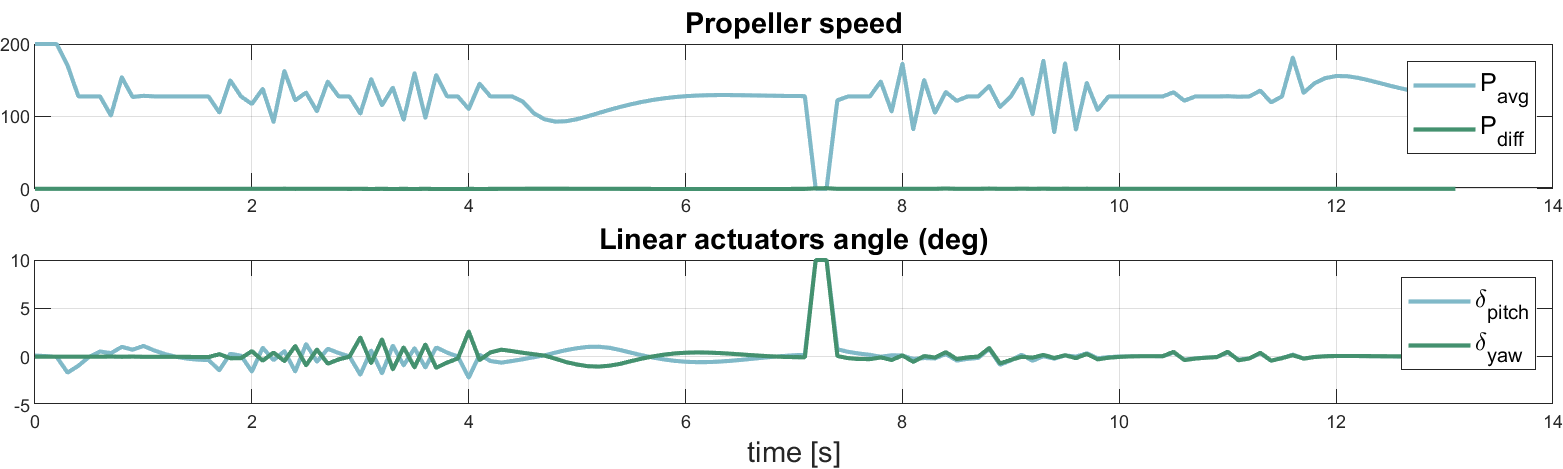 Propeller speed
200
100
0
0 2 4 6 8 10 12 14
P_avg
P_diff
Linear actuators angle (deg)
10
5
0
-5
0 2 4 6 8 10 12 14
δ_pitch
δ_yaw
time [s]